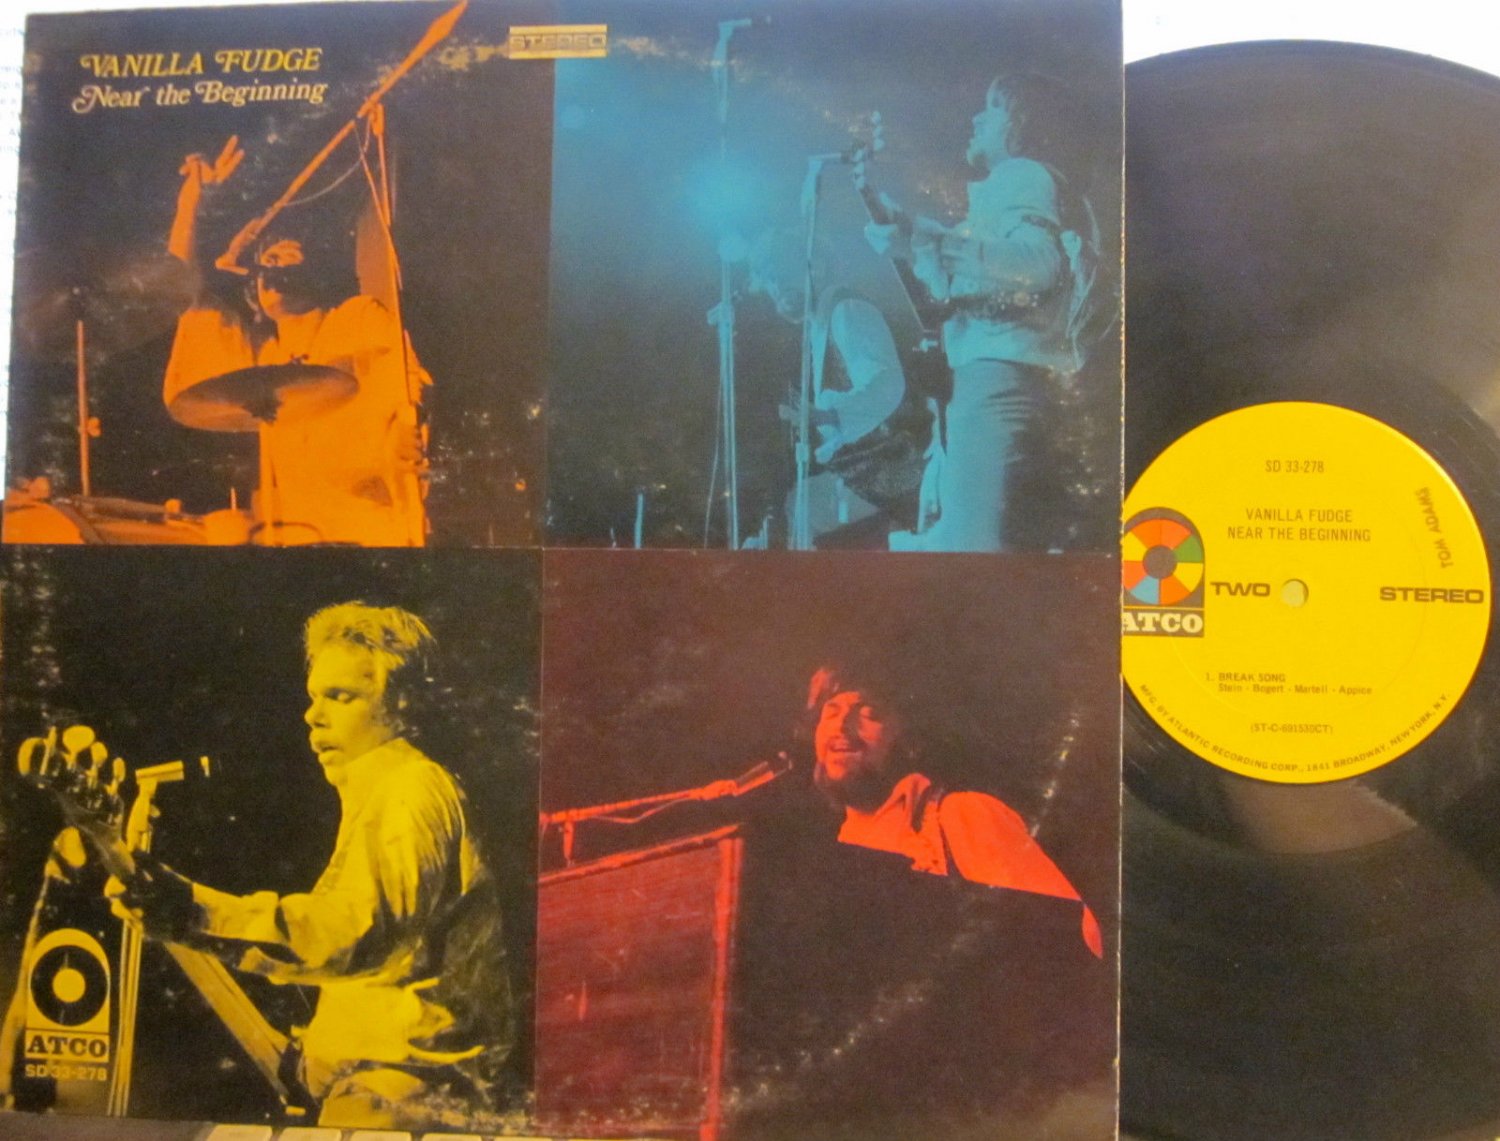 VANILLA FUDGE
Near the Beginning
STEREO
ATCO
SD 33-278
SD 33-278
VANILLA FUDGE
NEAR THE BEGINNING
TOM ADAMS
TWO
STEREO
ATCO
1. BREAK SONG
Stein - Bogert - Martell - Appice
(ST-C-691530CT)
MFG. BY ATLANTIC RECORDING CORP., 1841 BROADWAY, NEW YORK, N.Y.